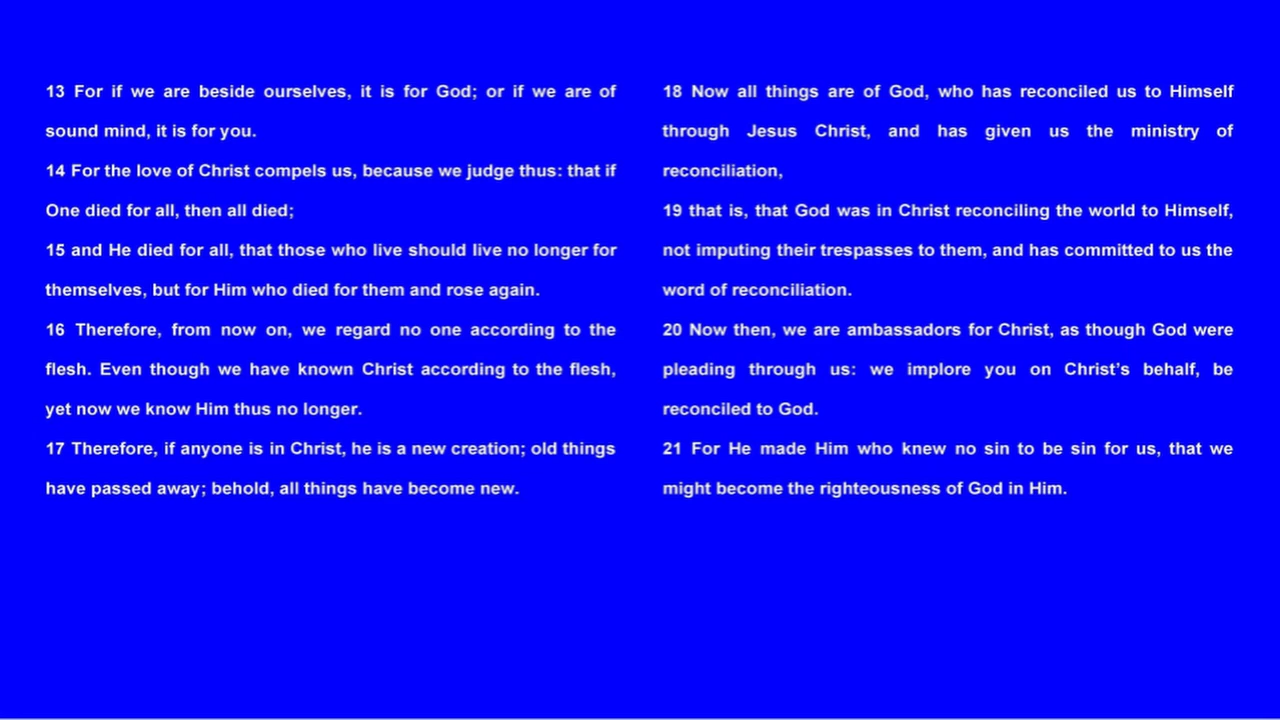 13 For if we are beside ourselves, it is for God; or if we are of
sound mind, it is for you.
14 For the love of Christ compels us, because we judge thus: that if
One died for all, then all died;
15 and He died for all, that those who live should live no longer for
themselves, but for Him who died for them and rose again.
16 Therefore, from now on, we regard no one according to the
flesh. Even though we have known Christ according to the flesh,
yet now we know Him thus no longer.
17 Therefore, if anyone is in Christ, he is a new creation; old things
have passed away; behold, all things have become new.
18 Now all things are of God, who has reconciled us to Himself
through Jesus Christ, and has given us the ministry of
reconciliation,
19 that is, that God was in Christ reconciling the world to Himself,
not imputing their trespasses to them, and has committed to us the
word of reconciliation.
20 Now then, we are ambassadors for Christ, as though God were
pleading through us: we implore you on Christ’s behalf, be
reconciled to God.
21 For He made Him who knew no sin to be sin for us, that we
might become the righteousness of God in Him.